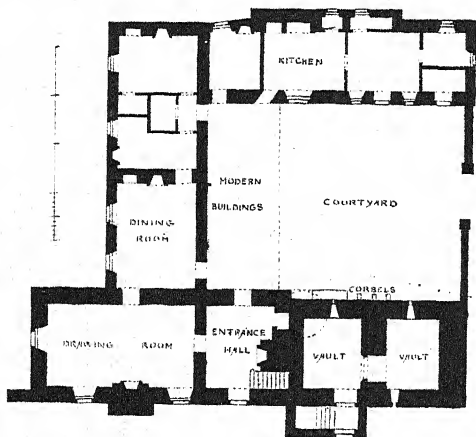 KITCHEN
MODERN
BUILDINGS
COURTYARD
DINING
ROOM
CORBELS
ENTRANCE
HALL
DRAWING ROOM
VAULT
VAULT